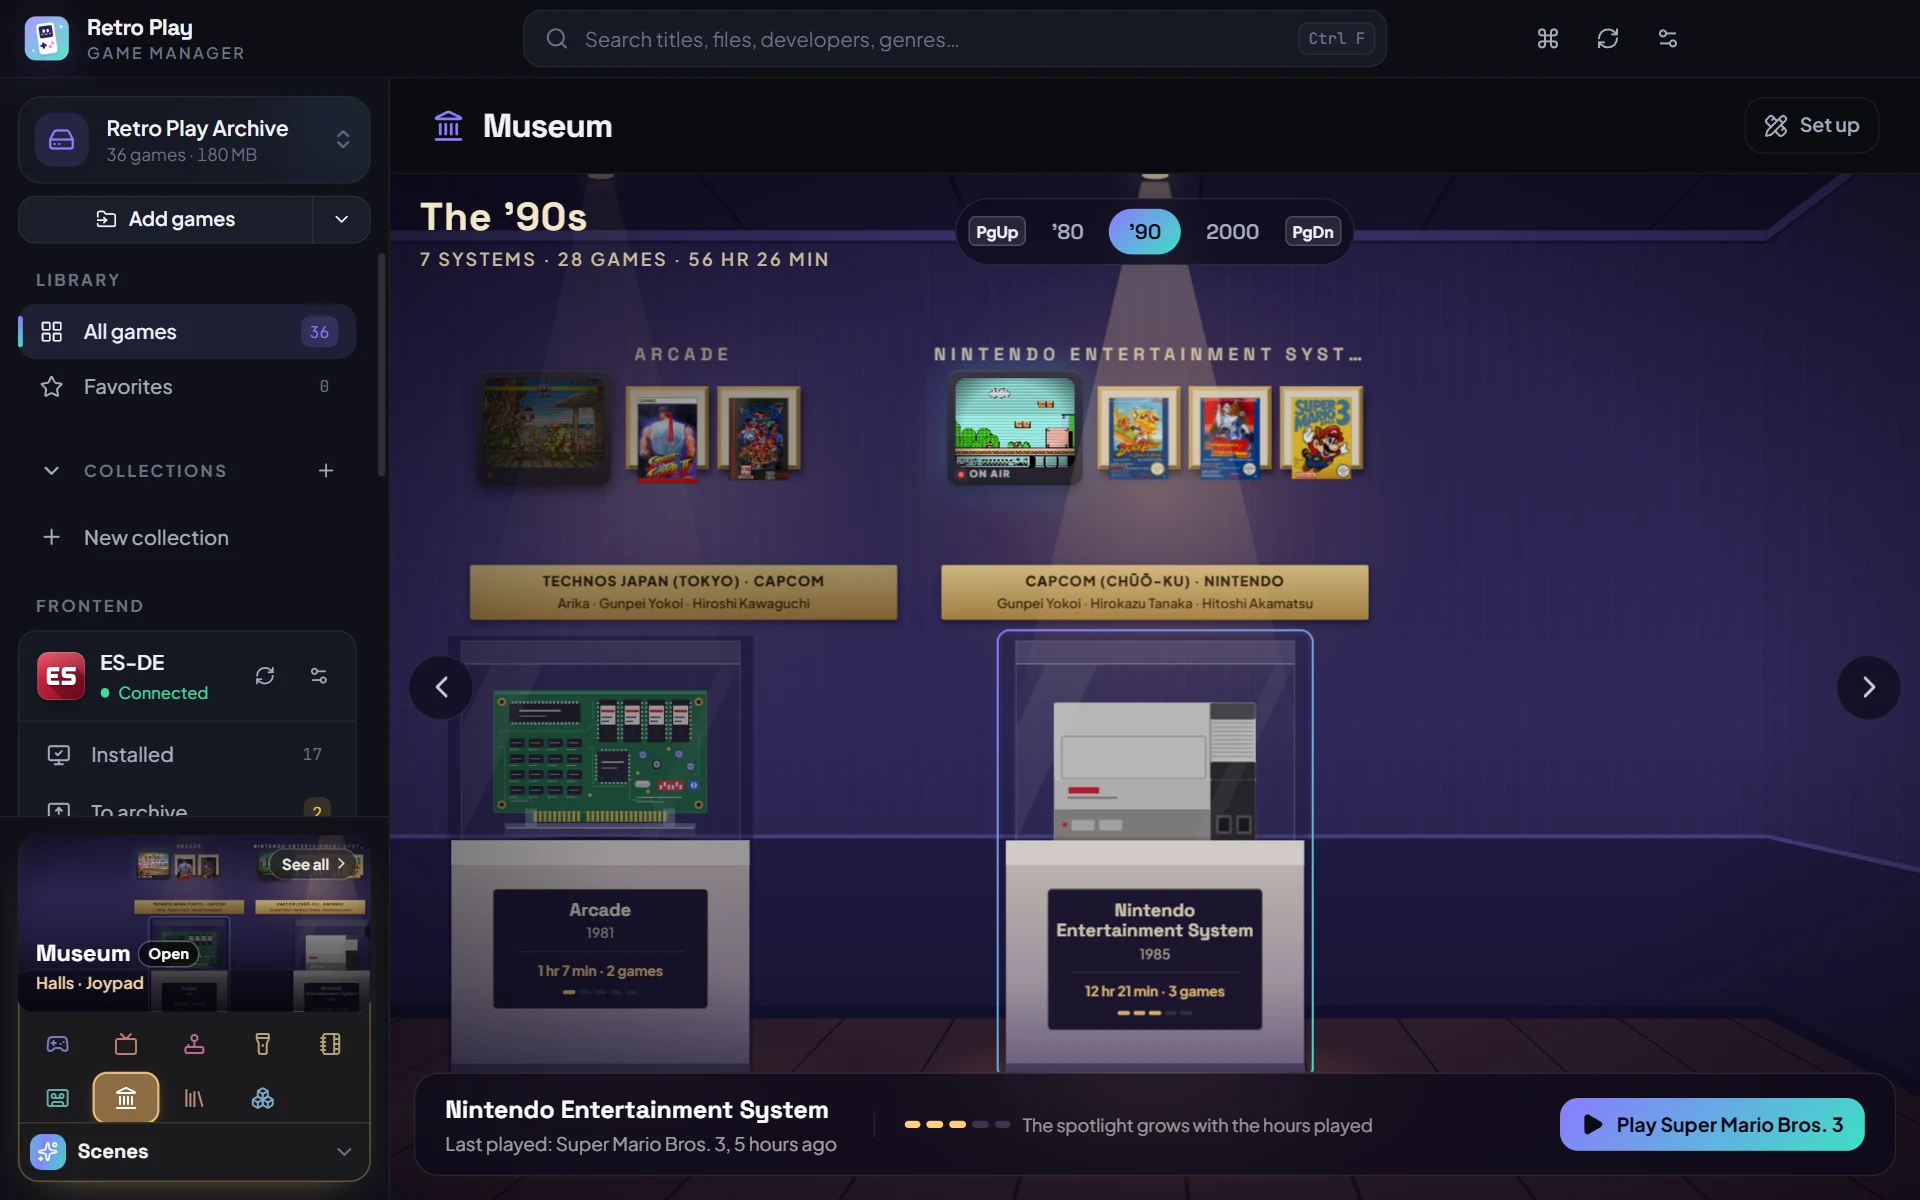 Retro Play
GAME MANAGER
Search titles, files, developers, genres…
Ctrl F
Retro Play Archive
36 games · 180 MB
Add games
LIBRARY
All games
36
Favorites
0
COLLECTIONS
New collection
FRONTEND
ES
ES-DE
Connected
Installed
17
To archive
2
See all
Museum
Open
Halls · Joypad
Scenes
Museum
Set up
The ’90s
7 SYSTEMS · 28 GAMES · 56 HR 26 MIN
PgUp
’80
’90
2000
PgDn
ARCADE
NINTENDO ENTERTAINMENT SYST…
ON AIR
SUPER MARIO 3
TECHNOS JAPAN (TOKYO) · CAPCOM
Arika · Gunpei Yokoi · Hiroshi Kawaguchi
CAPCOM (CHŪŌ-KU) · NINTENDO
Gunpei Yokoi · Hirokazu Tanaka · Hitoshi Akamatsu
Arcade
1981
1 hr 7 min · 2 games
Nintendo
Entertainment System
1985
12 hr 21 min · 3 games
Nintendo Entertainment System
Last played: Super Mario Bros. 3, 5 hours ago
The spotlight grows with the hours played
Play Super Mario Bros. 3